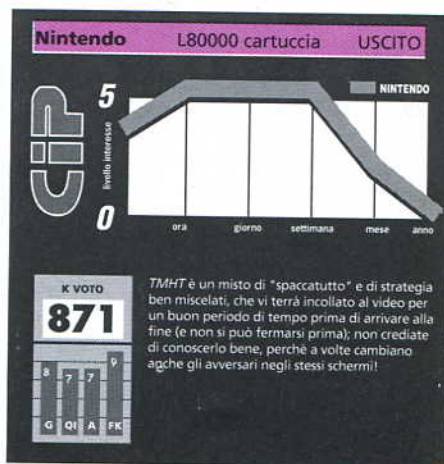 Nintendo L80000 cartuccia USCITO
CIP
livello interesse
5
0
NINTENDO
ora giorno settimana mese anno
K VOTO
871
8 7 7 9
G QI A FK
TMHT è un misto di "spaccatutto" e di strategia
ben miscelati, che vi terrà incollato al video per
un buon periodo di tempo prima di arrivare alla
fine (e non si può fermarsi prima); non crediate
di conoscerlo bene, perchè a volte cambiano
anche gli avversari negli stessi schermi!